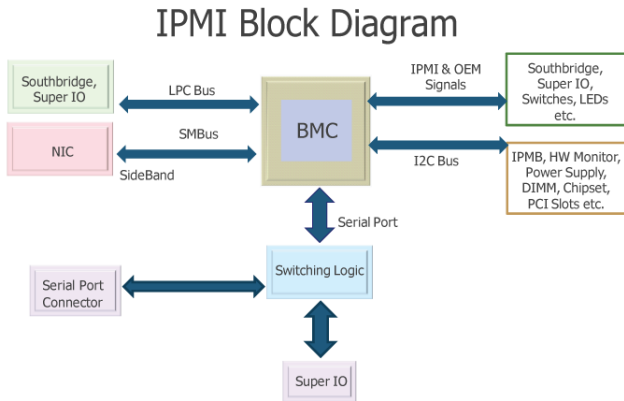 IPMI Block Diagram
Southbridge,
Super IO
LPC Bus
BMC
IPMI & OEM
Signals
Southbridge,
Super IO,
Switches, LEDs
etc.
NIC
SMBus
SideBand
I2C Bus
IPMB, HW Monitor,
Power Supply,
DIMM, Chipset,
PCI Slots etc.
Serial Port
Switching Logic
Serial Port
Connector
Super IO